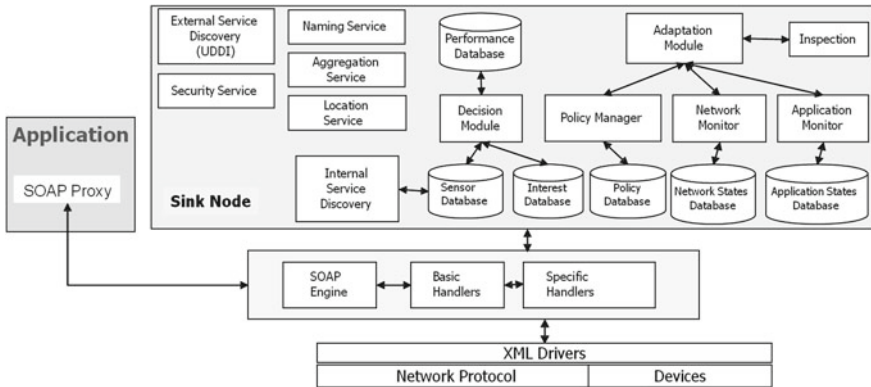 External Service
Discovery
(UDDI)
Naming Service
Performance
Database
Adaptation
Module
Inspection
Security Service
Aggregation
Service
Location
Service
Decision
Module
Policy Manager
Network
Monitor
Application
Monitor
Application
SOAP Proxy
Sink Node
Internal
Service
Discovery
Sensor
Database
Interest
Database
Policy
Database
Network States
Database
Application States
Database
SOAP
Engine
Basic
Handlers
Specific
Handlers
XML Drivers
Network Protocol
Devices